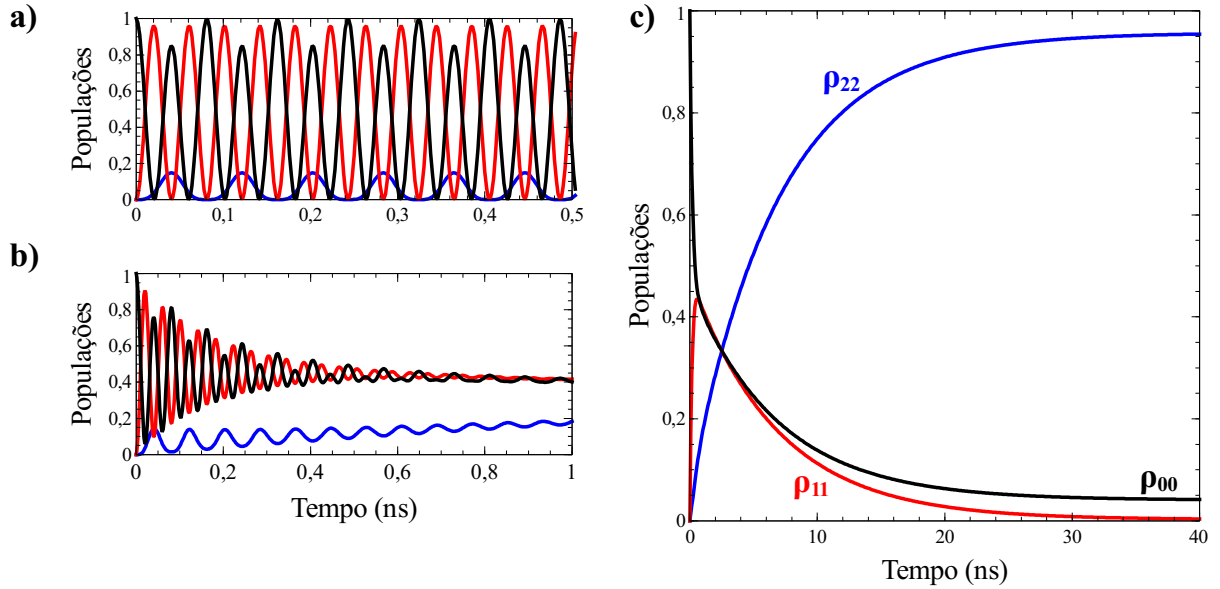 a)
Populações
1
0,8
0,6
0,4
0,2
0
0 0,1 0,2 0,3 0,4 0,5
b)
Populações
1
0,8
0,6
0,4
0,2
0
0 0,2 0,4 0,6 0,8 1
Tempo (ns)
c)
Populações
1
0,8
0,6
0,4
0,2
0
ρ22
ρ11
ρ00
0 10 20 30 40
Tempo (ns)